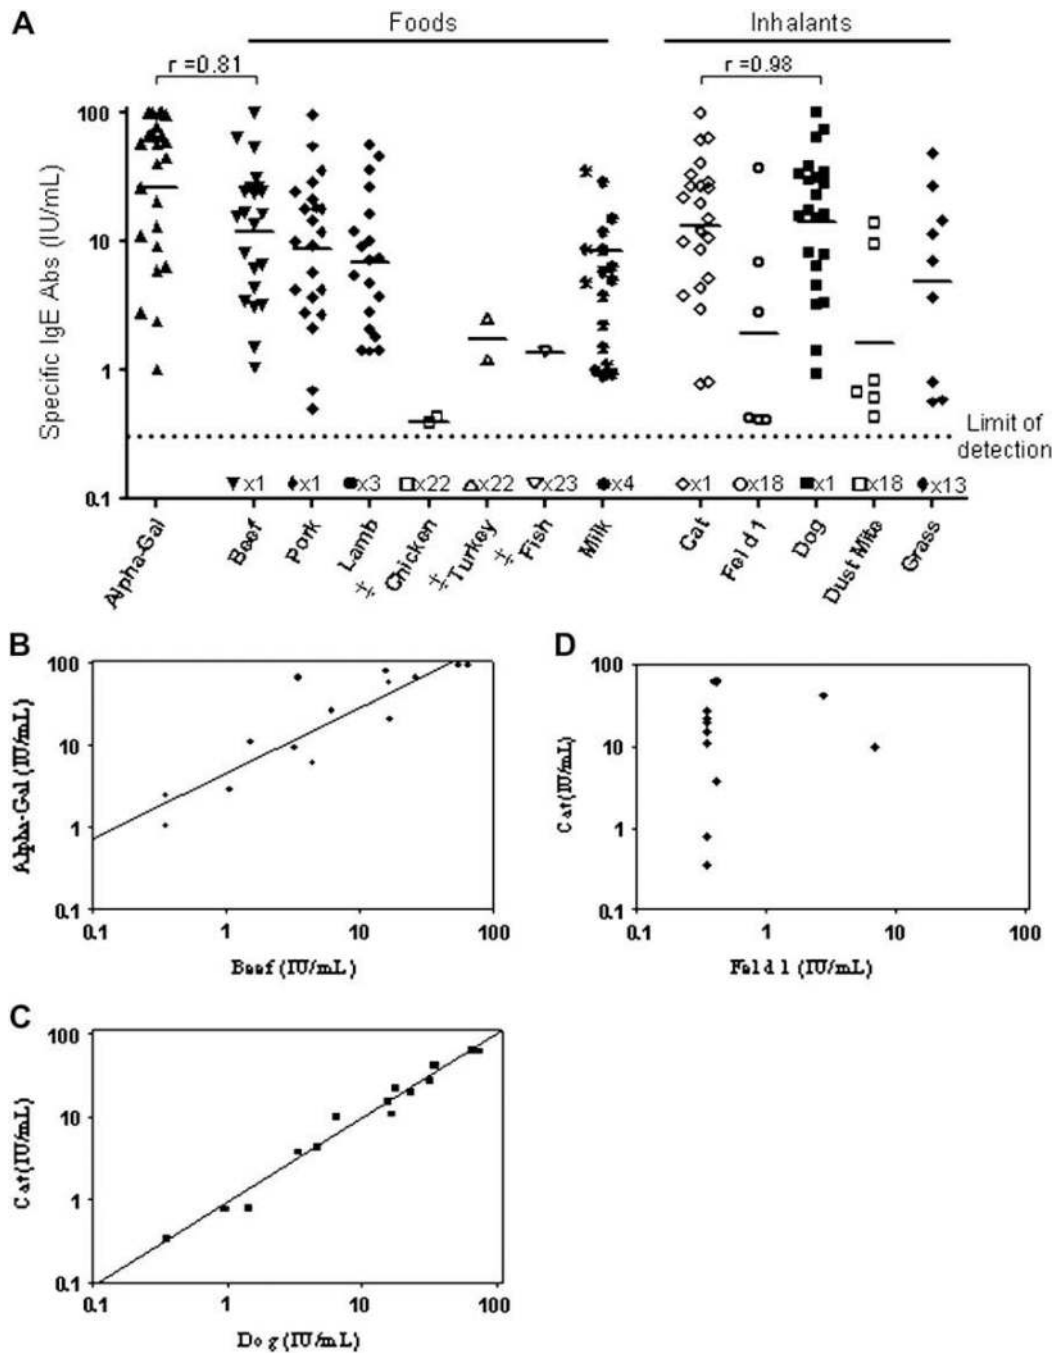 A
Foods
Inhalants
r =0.81
r =0.98
Specific IgE Abs (IU/mL)
100
10
1
0.1
Limit of
detection
x1
x1
x3
x22
x22
x23
x4
x1
x18
x1
x18
x13
Alpha-Gal
Beef
Pork
Lamb
Chicken
Turkey
Fish
Milk
Cat
Fel d 1
Dog
Dust Mite
Grass
B
Alpha-Gal (IU/mL)
100
10
1
0.1
0.1 1 10 100
Beef (IU/mL)
D
Cat (IU/mL)
100
10
1
0.1
0.1 1 10 100
Fel d 1 (IU/mL)
C
Cat (IU/mL)
100
10
1
0.1
0.1 1 10 100
Dog (IU/mL)